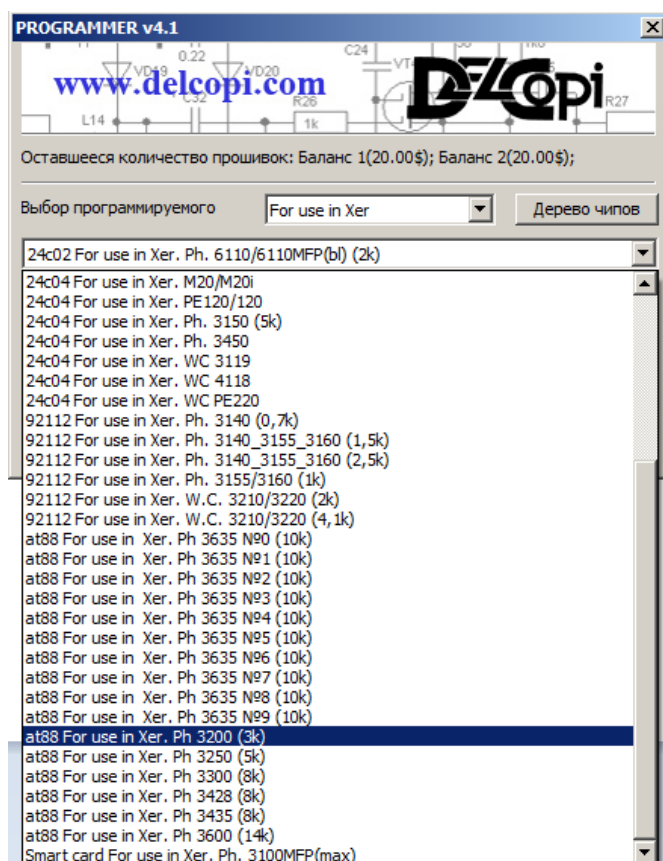 PROGRAMMER v4.1
0.22
C24
VD19
VD20
VT4
www.delcopi.com
DELCopi
C32
R26
R27
L14
1k
Оставшееся количество прошивок: Баланс 1(20.00$); Баланс 2(20.00$);
Выбор программируемого
For use in Xer
Дерево чипов
24c02 For use in Xer. Ph. 6110/6110MFP(bl) (2k)
24c04 For use in Xer. M20/M20i
24c04 For use in Xer. PE120/120
24c04 For use in Xer. Ph. 3150 (5k)
24c04 For use in Xer. Ph. 3450
24c04 For use in Xer. WC 3119
24c04 For use in Xer. WC 4118
24c04 For use in Xer. WC PE220
92112 For use in Xer. Ph. 3140 (0,7k)
92112 For use in Xer. Ph. 3140_3155_3160 (1,5k)
92112 For use in Xer. Ph. 3140_3155_3160 (2,5k)
92112 For use in Xer. Ph. 3155/3160 (1k)
92112 For use in Xer. W.C. 3210/3220 (2k)
92112 For use in Xer. W.C. 3210/3220 (4,1k)
at88 For use in  Xer. Ph 3635 №0 (10k)
at88 For use in  Xer. Ph 3635 №1 (10k)
at88 For use in  Xer. Ph 3635 №2 (10k)
at88 For use in  Xer. Ph 3635 №3 (10k)
at88 For use in  Xer. Ph 3635 №4 (10k)
at88 For use in  Xer. Ph 3635 №5 (10k)
at88 For use in  Xer. Ph 3635 №6 (10k)
at88 For use in  Xer. Ph 3635 №7 (10k)
at88 For use in  Xer. Ph 3635 №8 (10k)
at88 For use in  Xer. Ph 3635 №9 (10k)
at88 For use in Xer. Ph 3200 (3k)
at88 For use in Xer. Ph 3250 (5k)
at88 For use in Xer. Ph 3300 (8k)
at88 For use in Xer. Ph 3428 (8k)
at88 For use in Xer. Ph 3435 (8k)
at88 For use in Xer. Ph 3600 (14k)
Smart card For use in Xer. Ph. 3100MFP(max)